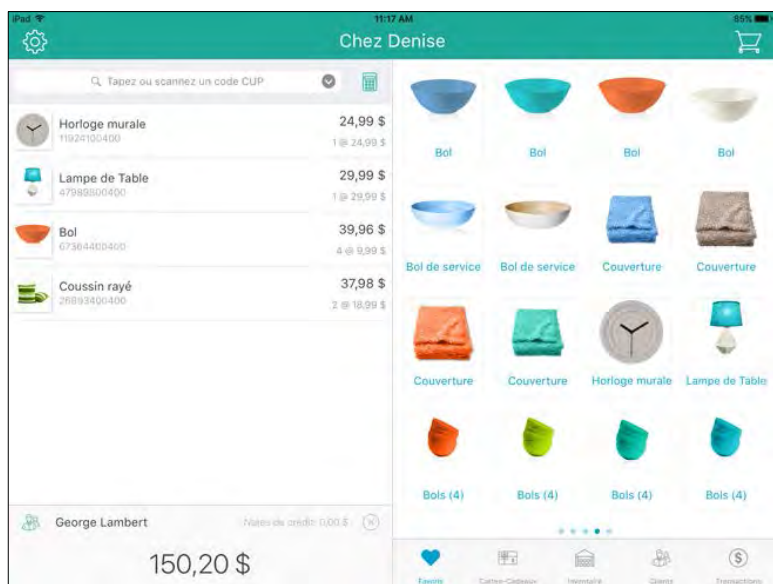 iPad 11:17 AM 85%
Chez Denise
Tapez ou scannez un code CUP
Horloge murale 24,99 $
11924100400 1 @ 24,99 $
Lampe de Table 29,99 $
47989800400 1 @ 29,99 $
Bol 39,96 $
67364400400 4 @ 9,99 $
Coussin rayé 37,98 $
26893400400 2 @ 18,99 $
George Lambert Notes de crédit: 0,00 $
150,20 $
Bol Bol Bol Bol
Bol de service Bol de service Couverture Couverture
Couverture Couverture Horloge murale Lampe de Table
Bols (4) Bols (4) Bols (4) Bols (4)
Favoris Cartes-Cadeaux Inventaire Clients Transactions